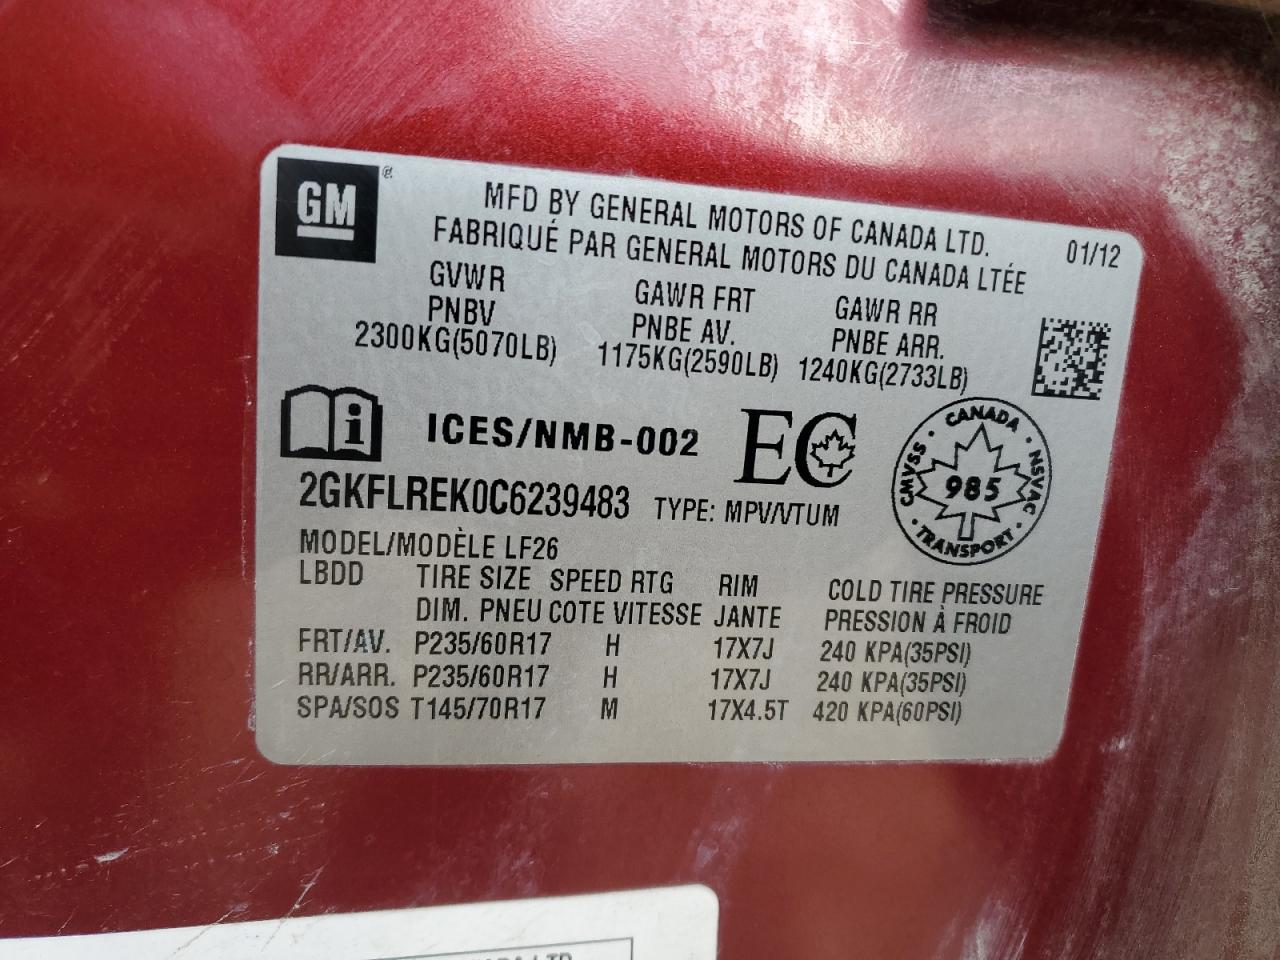 GM
MFD BY GENERAL MOTORS OF CANADA LTD.
01/12
FABRIQUÉ PAR GENERAL MOTORS DU CANADA LTÉE
GVWR GAWR FRT GAWR RR
PNBV PNBE AV. PNBE ARR.
2300KG(5070LB) 1175KG(2590LB) 1240KG(2733LB)
i ICES/NMB-002 EC
CANADA
CMVSS 985 NSVAC
TRANSPORT
2GKFLREK0C6239483 TYPE: MPV/VTUM
MODEL/MODÈLE LF26
LBDD TIRE SIZE SPEED RTG RIM COLD TIRE PRESSURE
DIM. PNEU COTE VITESSE JANTE PRESSION À FROID
FRT/AV. P235/60R17 H 17X7J 240 KPA(35PSI)
RR/ARR. P235/60R17 H 17X7J 240 KPA(35PSI)
SPA/SOS T145/70R17 M 17X4.5T 420 KPA(60PSI)